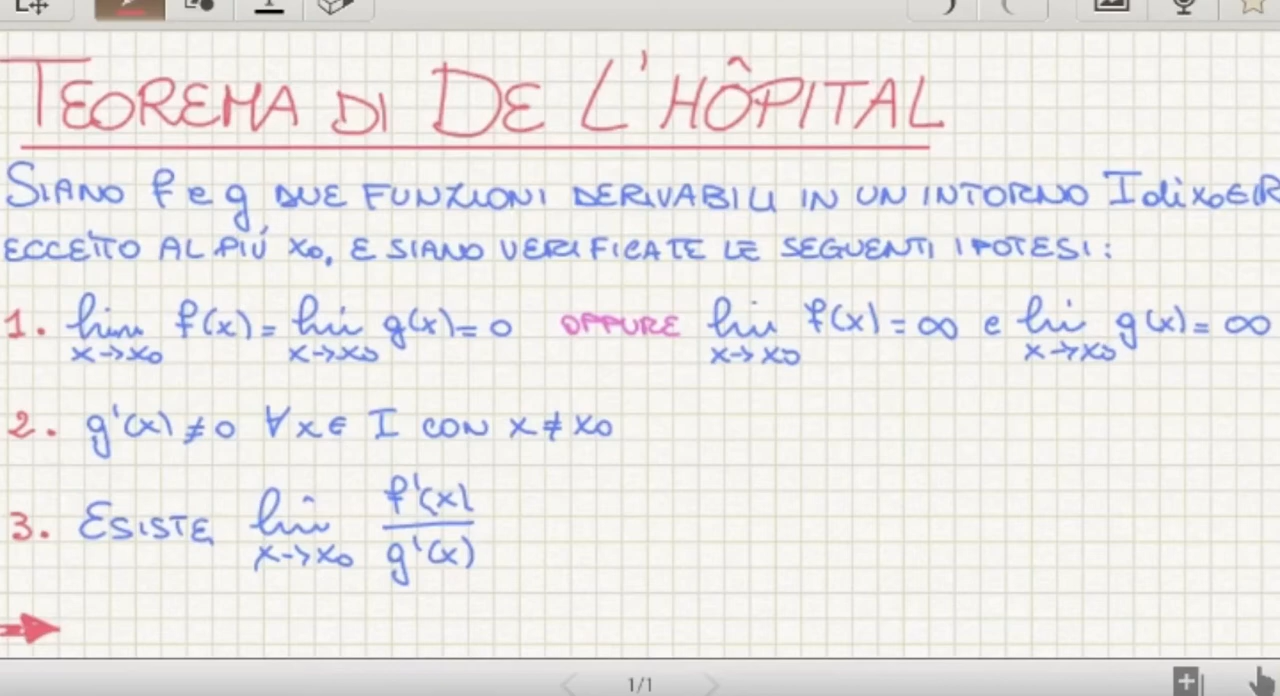 TEOREMA DI DE L'HÔPITAL
SIANO f e g DUE FUNZIONI DERIVABILI IN UN INTORNO I di x₀∈ℝ
ECCETTO AL PIÚ x₀, E SIANO VERIFICATE LE SEGUENTI IPOTESI:
1. lim x→x₀ f(x) = lim x→x₀ g(x) = 0 OPPURE lim x→x₀ f(x) = ∞ e lim x→x₀ g(x) = ∞
2. g'(x) ≠ 0 ∀x∈ I CON x ≠ x₀
3. ESISTE lim x→x₀ f'(x) / g'(x)
1/1